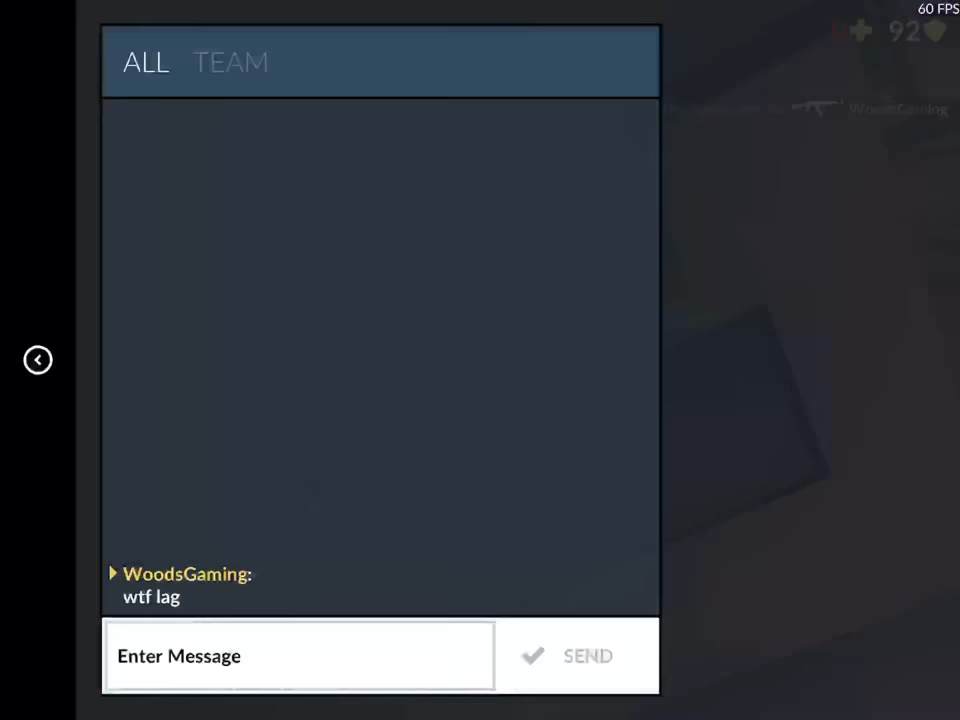 60 FPS
92
ALL TEAM
WoodsGaming
WoodsGaming:
wtf lag
Enter Message
SEND